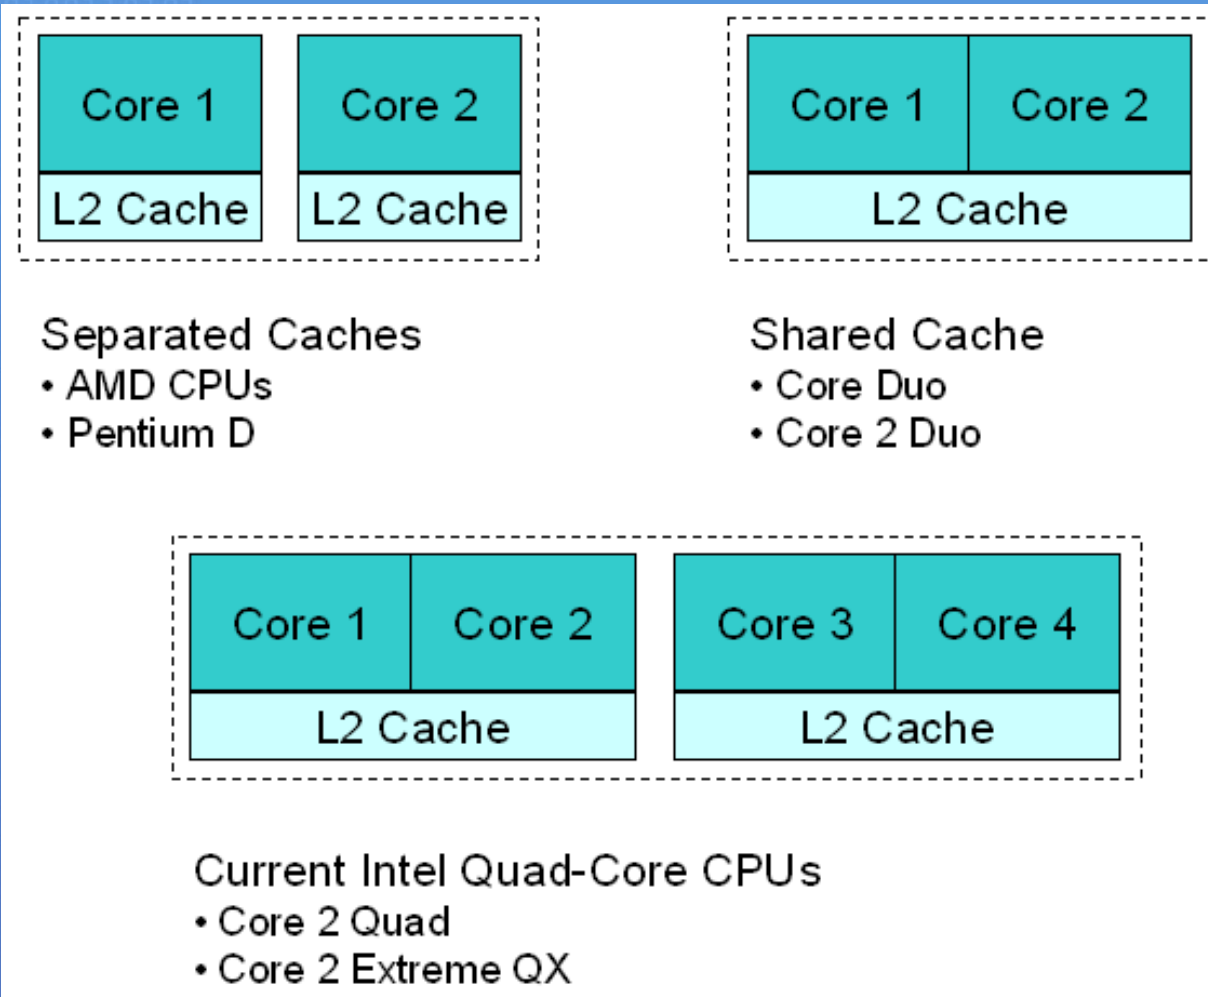 Core 1
Core 2
L2 Cache
L2 Cache
Separated Caches
• AMD CPUs
• Pentium D
Core 1
Core 2
L2 Cache
Shared Cache
• Core Duo
• Core 2 Duo
Core 1
Core 2
Core 3
Core 4
L2 Cache
L2 Cache
Current Intel Quad-Core CPUs
• Core 2 Quad
• Core 2 Extreme QX